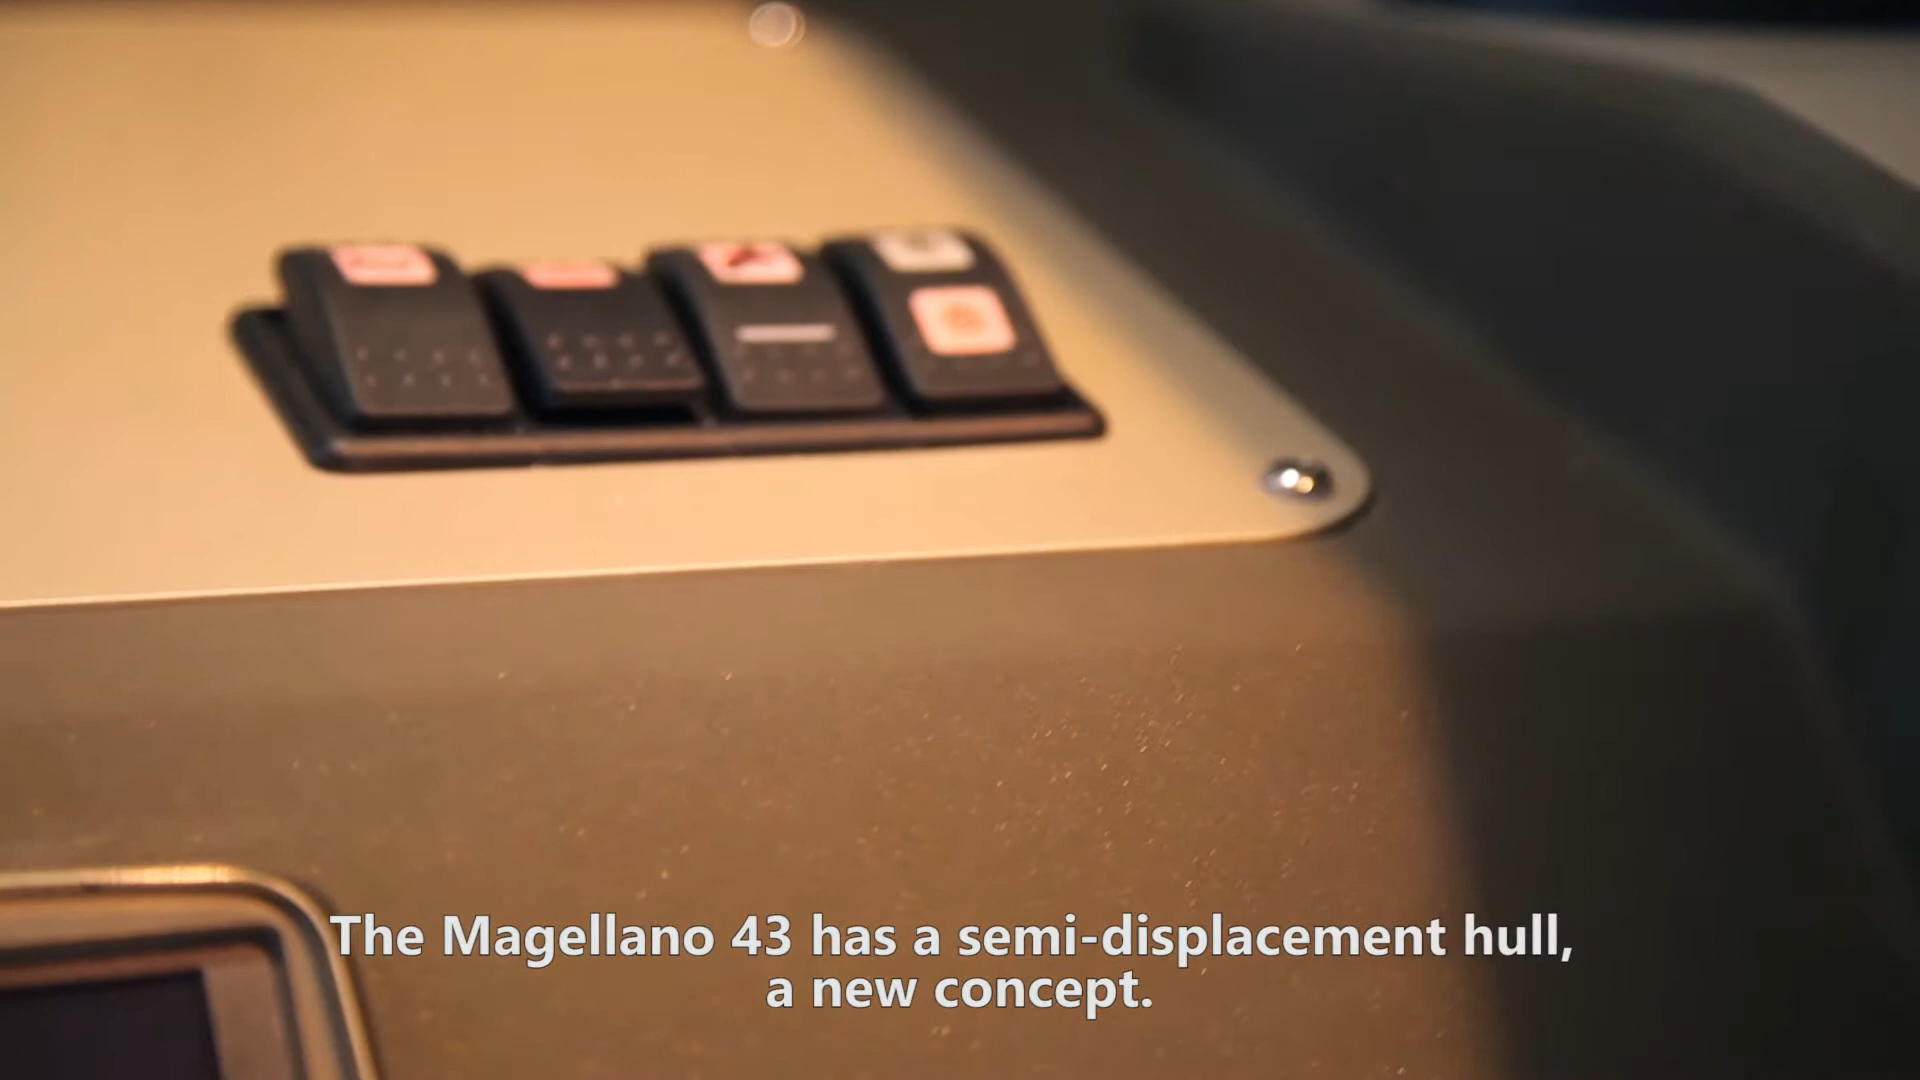 The Magellano 43 has a semi-displacement hull,
a new concept.